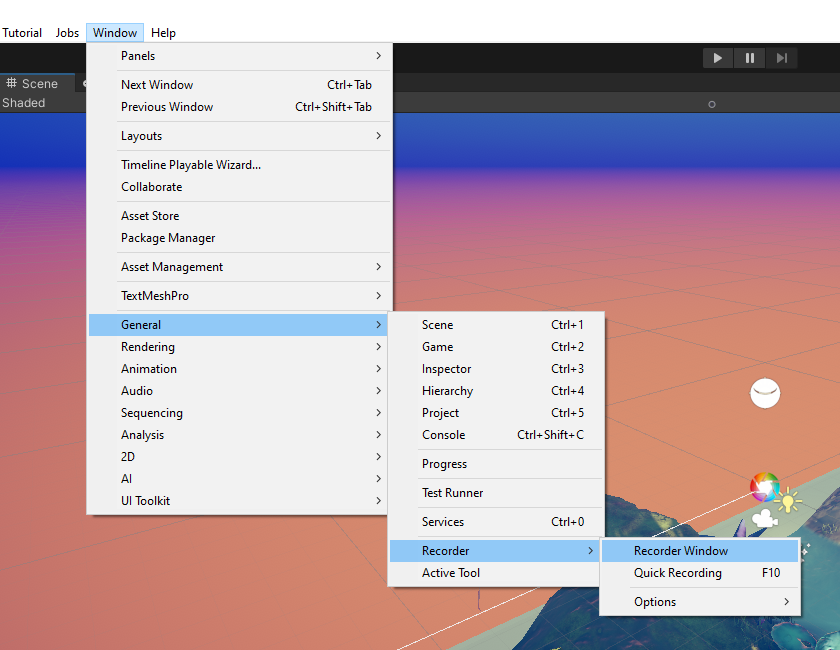 Tutorial Jobs Window Help
Panels
Scene
Next Window Ctrl+Tab
Shaded
Previous Window Ctrl+Shift+Tab
Layouts
Timeline Playable Wizard...
Collaborate
Asset Store
Package Manager
Asset Management
TextMeshPro
General
Rendering
Animation
Audio
Sequencing
Analysis
2D
AI
UI Toolkit
Scene Ctrl+1
Game Ctrl+2
Inspector Ctrl+3
Hierarchy Ctrl+4
Project Ctrl+5
Console Ctrl+Shift+C
Progress
Test Runner
Services Ctrl+0
Recorder
Active Tool
Recorder Window
Quick Recording F10
Options